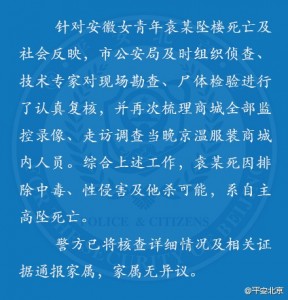 针对安徽女青年袁某坠楼死亡及
社会反映，市公安局及时组织侦查、
技术专家对现场勘查、尸体检验进行
了认真复核，并再次梳理商城全部监
控录像、走访调查当晚京温服装商城
内人员。综合上述工作，袁某死因排
除中毒、性侵害及他杀可能，系自主
高坠死亡。
警方已将核查详细情况及相关证
据通报家属，家属无异议。
CE & CITIZENS
@平安北京